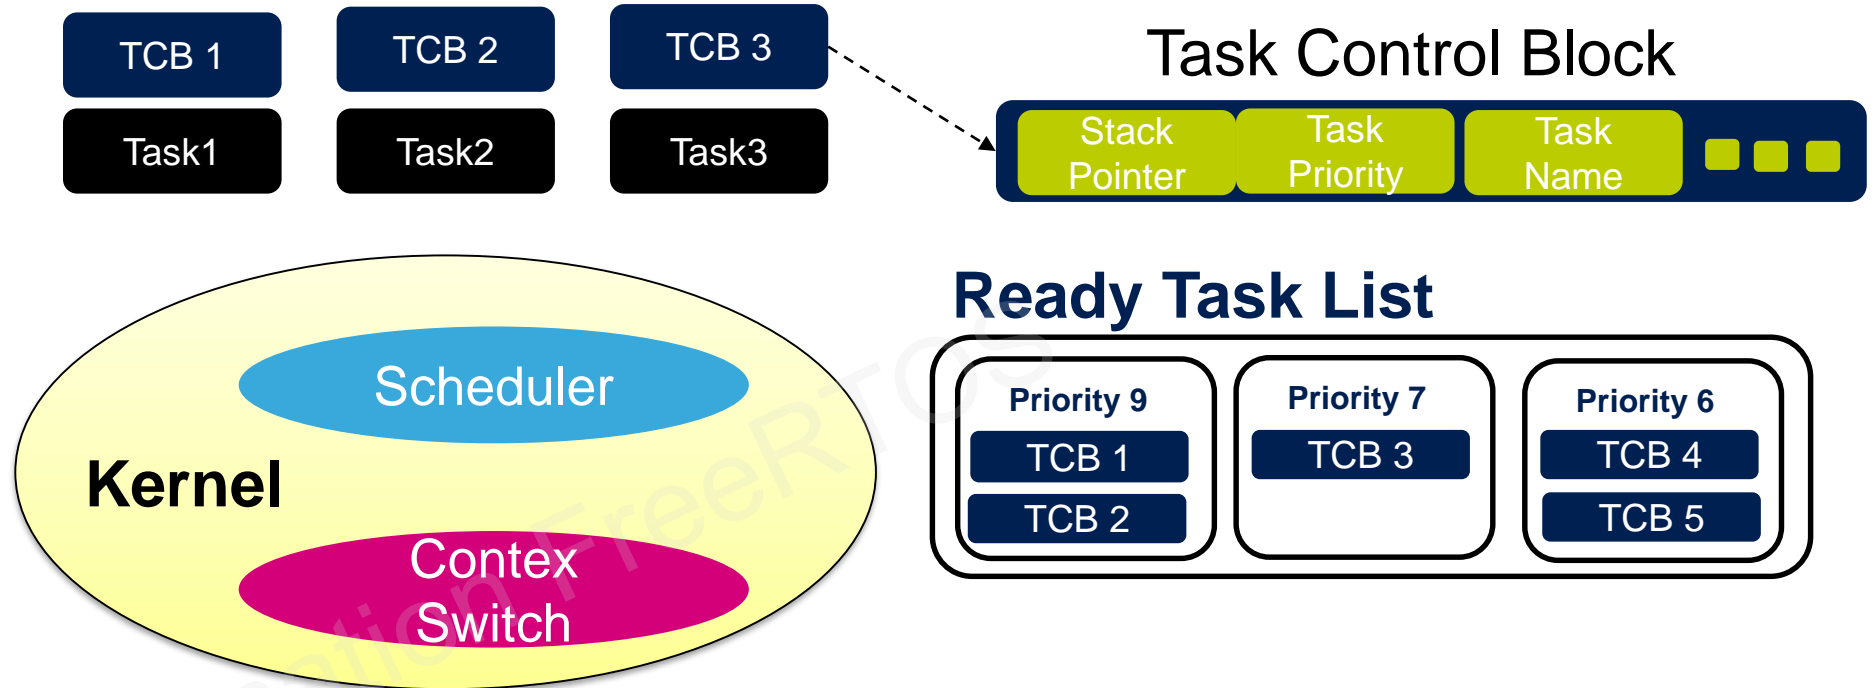 TCB 1
TCB 2
TCB 3
Task1
Task2
Task3
Task Control Block
Stack
Pointer
Task
Priority
Task
Name
Kernel
Scheduler
Contex
Switch
Ready Task List
Priority 9
TCB 1
TCB 2
Priority 7
TCB 3
Priority 6
TCB 4
TCB 5
FreeRTOS